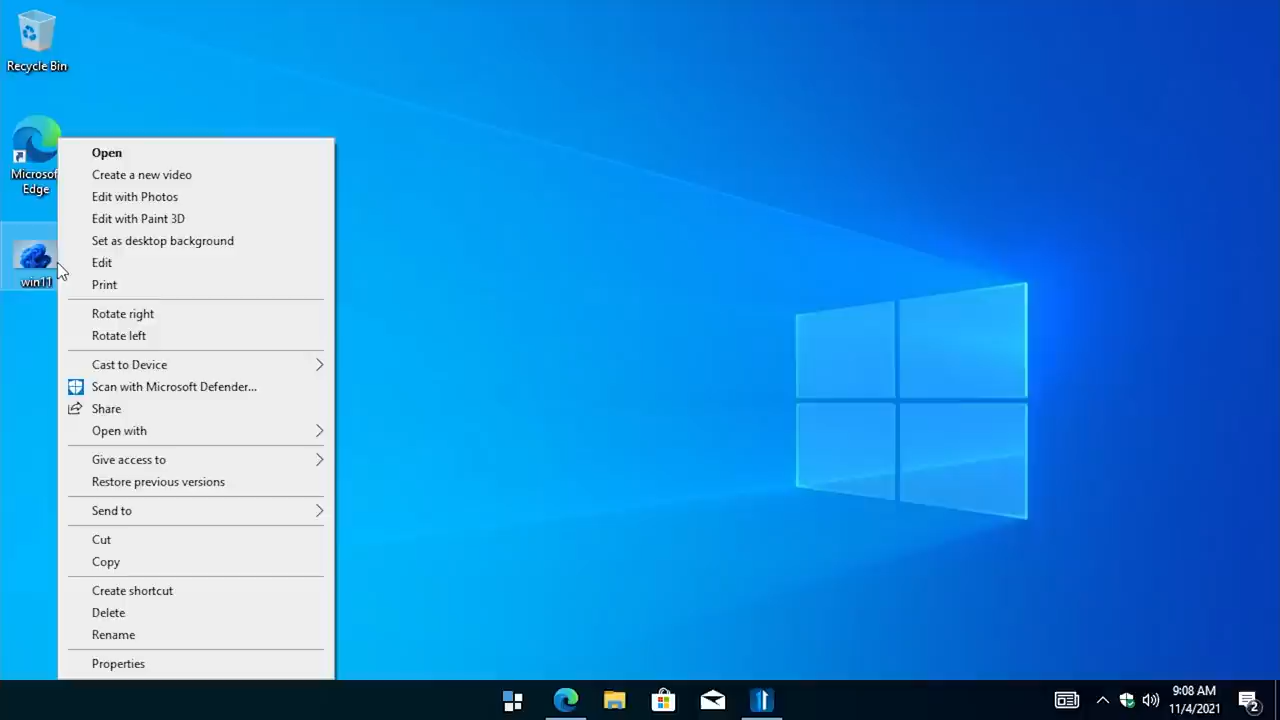 Recycle Bin
Microsof
Edge
win11
Open
Create a new video
Edit with Photos
Edit with Paint 3D
Set as desktop background
Edit
Print
Rotate right
Rotate left
Cast to Device
Scan with Microsoft Defender...
Share
Open with
Give access to
Restore previous versions
Send to
Cut
Copy
Create shortcut
Delete
Rename
Properties
9:08 AM
11/4/2021
2